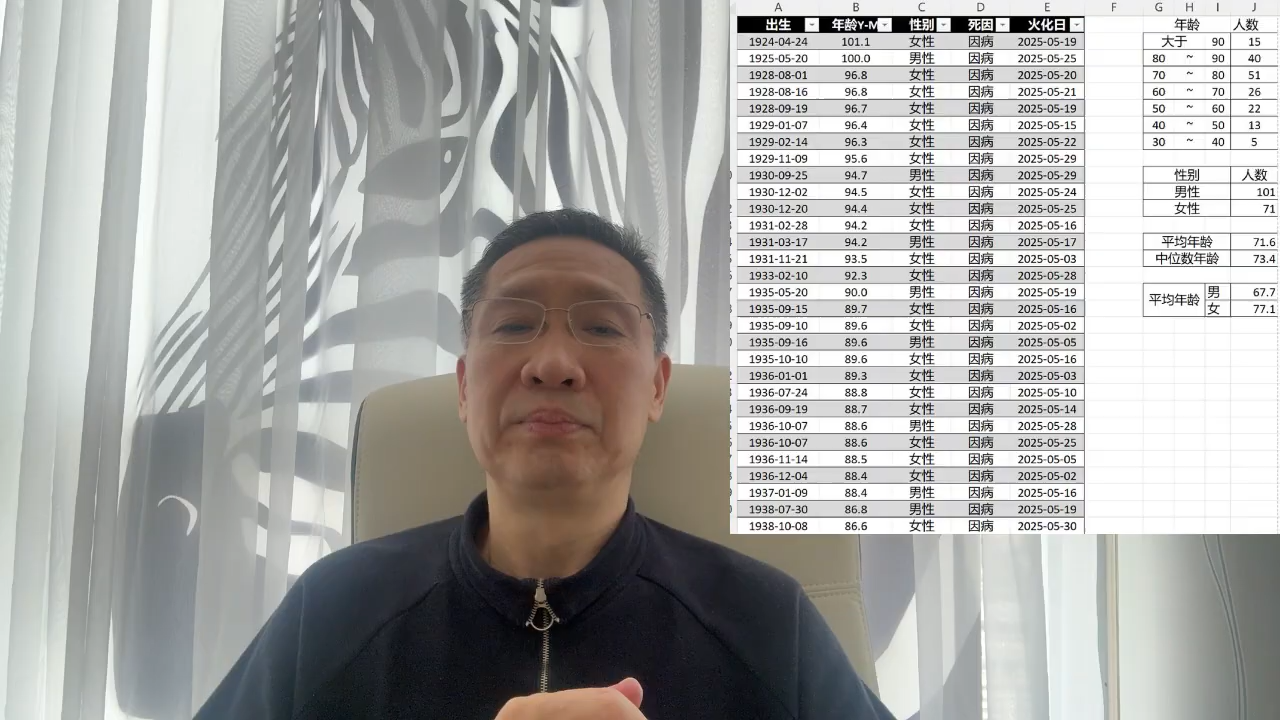 A B C D E F G H I J
出生 年龄Y-M 性别 死因 火化日
1924-04-24 101.1 女性 因病 2025-05-19
1925-05-20 100.0 男性 因病 2025-05-25
1928-08-01 96.8 女性 因病 2025-05-20
1928-08-16 96.8 女性 因病 2025-05-21
1928-09-19 96.7 女性 因病 2025-05-19
1929-01-07 96.4 女性 因病 2025-05-15
1929-02-14 96.3 女性 因病 2025-05-22
1929-11-09 95.6 女性 因病 2025-05-29
1930-09-25 94.7 男性 因病 2025-05-29
1930-12-02 94.5 女性 因病 2025-05-24
1930-12-20 94.4 女性 因病 2025-05-25
1931-02-28 94.2 女性 因病 2025-05-16
1931-03-17 94.2 男性 因病 2025-05-17
1931-11-21 93.5 女性 因病 2025-05-03
1933-02-10 92.3 女性 因病 2025-05-28
1935-05-20 90.0 男性 因病 2025-05-19
1935-09-15 89.7 女性 因病 2025-05-16
1935-09-10 89.6 女性 因病 2025-05-02
1935-09-16 89.6 男性 因病 2025-05-05
1935-10-10 89.6 女性 因病 2025-05-16
1936-01-01 89.3 女性 因病 2025-05-03
1936-07-24 88.8 女性 因病 2025-05-10
1936-09-19 88.7 女性 因病 2025-05-14
1936-10-07 88.6 男性 因病 2025-05-28
1936-10-07 88.6 女性 因病 2025-05-25
1936-11-14 88.5 女性 因病 2025-05-05
1936-12-04 88.4 女性 因病 2025-05-02
1937-01-09 88.4 男性 因病 2025-05-16
1938-07-30 86.8 男性 因病 2025-05-19
1938-10-08 86.6 女性 因病 2025-05-30
年龄 人数
大于 90 15
80 ~ 90 40
70 ~ 80 51
60 ~ 70 26
50 ~ 60 22
40 ~ 50 13
30 ~ 40 5
性别 人数
男性 101
女性 71
平均年龄 71.6
中位数年龄 73.4
平均年龄 男 67.7
女 77.1